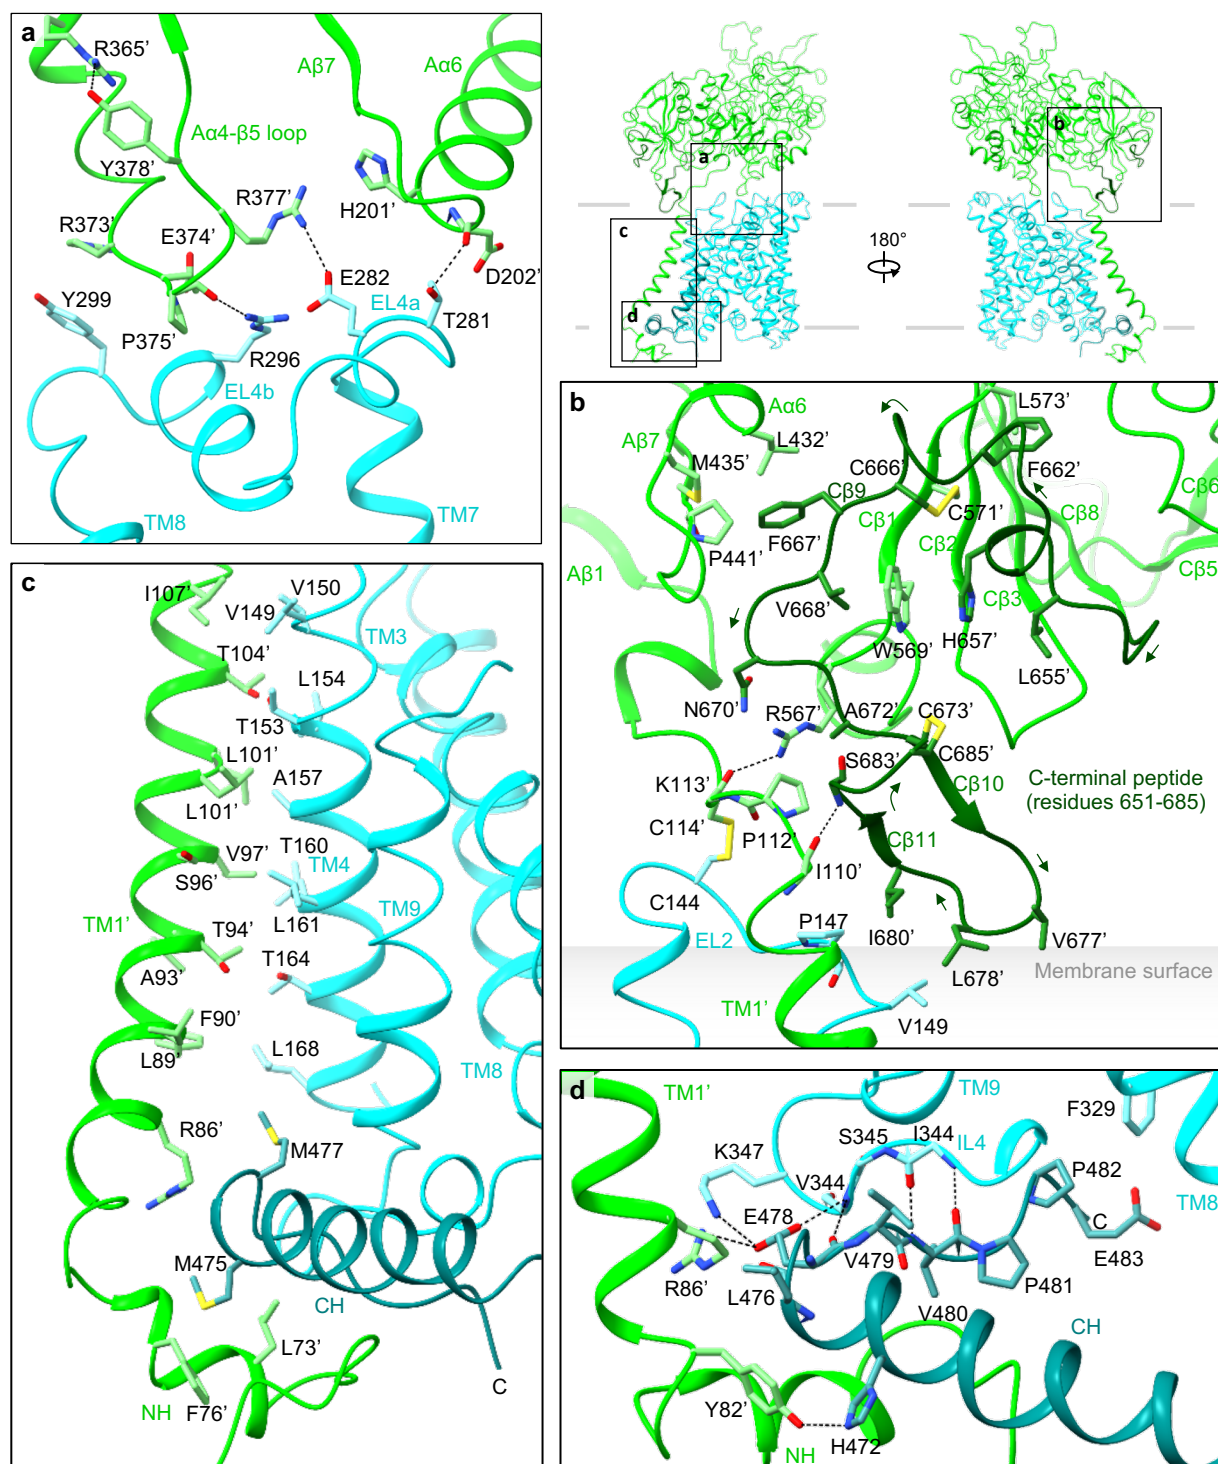 a
R365’
Aβ7
Aα6
Aα4-β5 loop
Y378’
R377’
H201’
R373’
E374’
D202’
Y299
E282
EL4a
T281
P375’
R296
EL4b
TM8
TM7
a
b
c
d
180°
b
Aα6
L573’
Aβ7
L432’
M435’
C666’
F662’
Cβ9
Cβ6
Cβ1
C571’
Cβ8
P441’
F667’
Cβ2
Aβ1
Cβ5
V668’
Cβ3
W569’
H657’
L655’
N670’
R567’
A672’
C673’
S683’
C685’
K113’
C-terminal peptide
(residues 651-685)
Cβ10
C114’
P112’
Cβ11
I110’
C144
P147
EL2
I680’
V677’
Membrane surface
L678’
TM1’
V149
c
I107’
V150
V149
TM3
T104’
L154
T153
L101’
A157
L101’
V97’
T160
TM4
S96’
TM9
TM1’
T94’
L161
T164
A93’
F90’
L89’
L168
TM8
R86’
M477
M475
CH
L73’
C
NH
F76’
d
TM1’
TM9
F329
S345
I344
IL4
K347
V344
P482
E478
C
TM8
V479
E483
R86’
P481
L476
V480
CH
Y82’
H472
NH